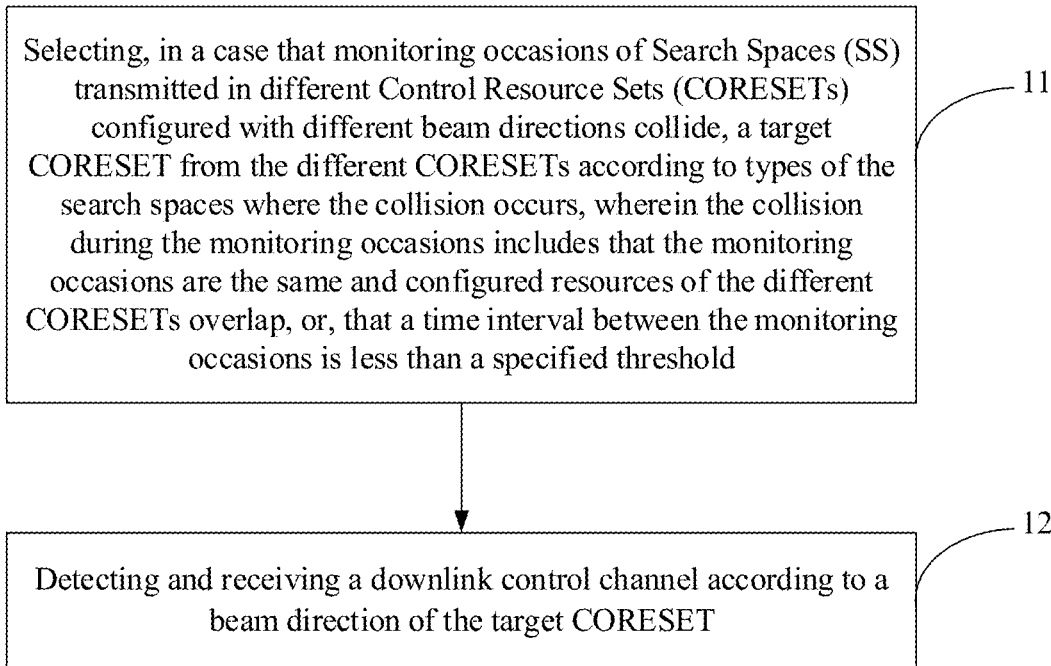 Selecting, in a case that monitoring occasions of Search Spaces (SS)
transmitted in different Control Resource Sets (CORESETs)
configured with different beam directions collide, a target
CORESET from the different CORESETs according to types of the
search spaces where the collision occurs, wherein the collision
during the monitoring occasions includes that the monitoring
occasions are the same and configured resources of the different
CORESETs overlap, or, that a time interval between the monitoring
occasions is less than a specified threshold
11
Detecting and receiving a downlink control channel according to a
beam direction of the target CORESET
12